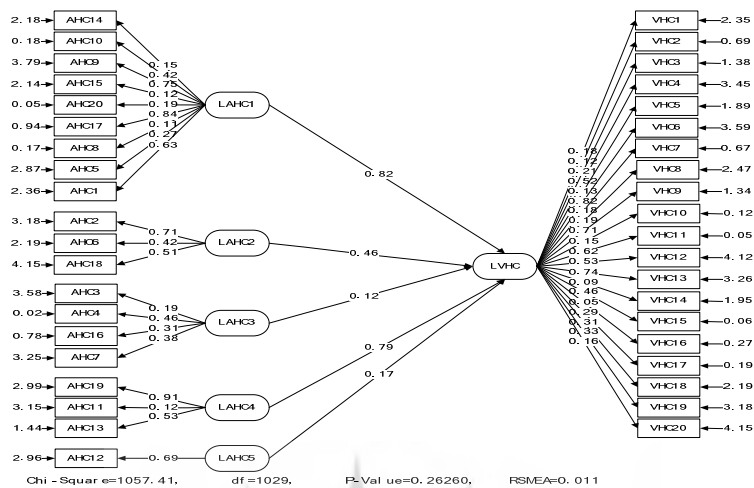 2.18 AHC14
0.18 AHC10
3.79 AHC9
2.14 AHC15
0.05 AHC20
0.94 AHC17
0.17 AHC8
2.87 AHC5
2.36 AHC1
0.15
0.42
0.75
0.12
0.19
0.84
0.11
0.27
0.63
LAHC1
0.82
3.18 AHC2
2.19 AHC6
4.15 AHC18
0.71
0.42
0.51
LAHC2
0.46
3.58 AHC3
0.02 AHC4
0.78 AHC16
3.25 AHC7
0.19
0.46
0.31
0.38
LAHC3
0.12
2.99 AHC19
3.15 AHC11
1.44 AHC13
0.91
0.12
0.53
LAHC4
0.79
2.96 AHC12
0.69
LAHC5
0.17
LVHC
0.18
0.12
0.21
0.52
0.13
0.82
0.18
0.19
0.71
0.15
0.62
0.53
0.74
0.09
0.46
0.05
0.29
0.31
0.33
0.16
VHC1 2.35
VHC2 0.69
VHC3 1.38
VHC4 3.45
VHC5 1.89
VHC6 3.59
VHC7 0.67
VHC8 2.47
VHC9 1.34
VHC10 0.12
VHC11 0.05
VHC12 4.12
VHC13 3.26
VHC14 1.95
VHC15 0.06
VHC16 0.27
VHC17 0.19
VHC18 2.19
VHC19 3.18
VHC20 4.15
Chi-Square=1057.41, df=1029, P-Value=0.26260, RSMEA=0.011